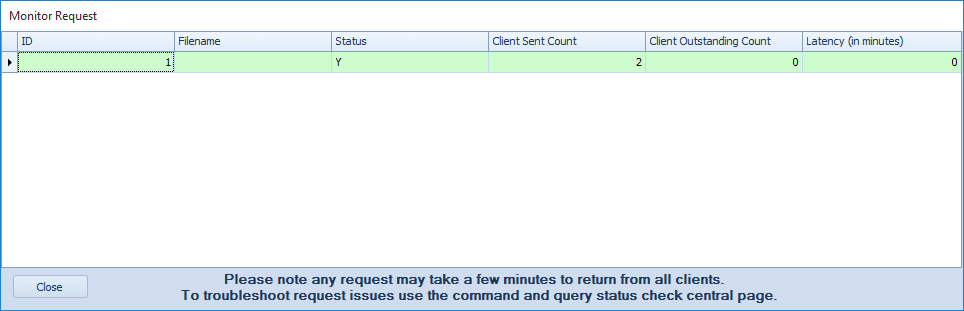 Monitor Request
ID Filename Status Client Sent Count Client Outstanding Count Latency (in minutes)
1 Y 2 0 0
Close
Please note any request may take a few minutes to return from all clients.
To troubleshoot request issues use the command and query status check central page.